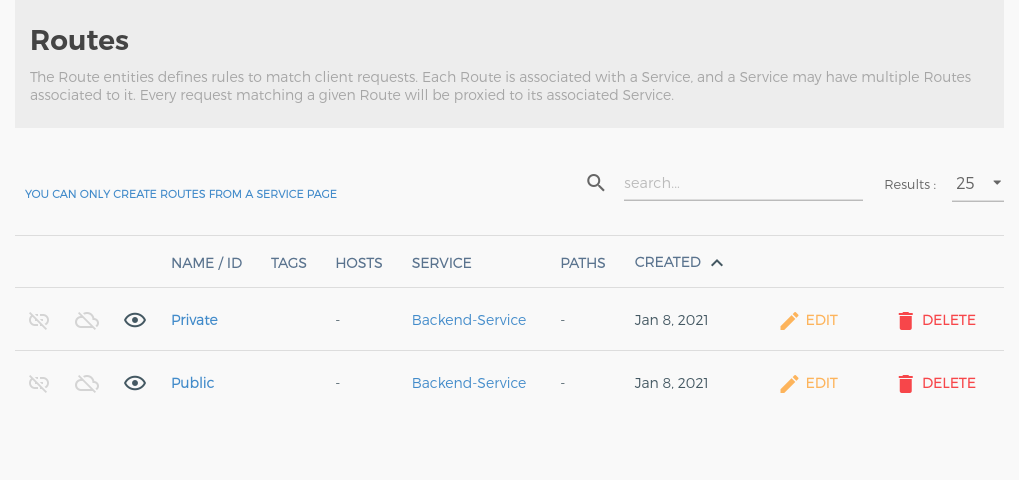 Routes
The Route entities defines rules to match client requests. Each Route is associated with a Service, and a Service may have multiple Routes
associated to it. Every request matching a given Route will be proxied to its associated Service.
YOU CAN ONLY CREATE ROUTES FROM A SERVICE PAGE
search...
Results : 25
NAME / ID TAGS HOSTS SERVICE PATHS CREATED
Private - Backend-Service - Jan 8, 2021 EDIT DELETE
Public - Backend-Service - Jan 8, 2021 EDIT DELETE